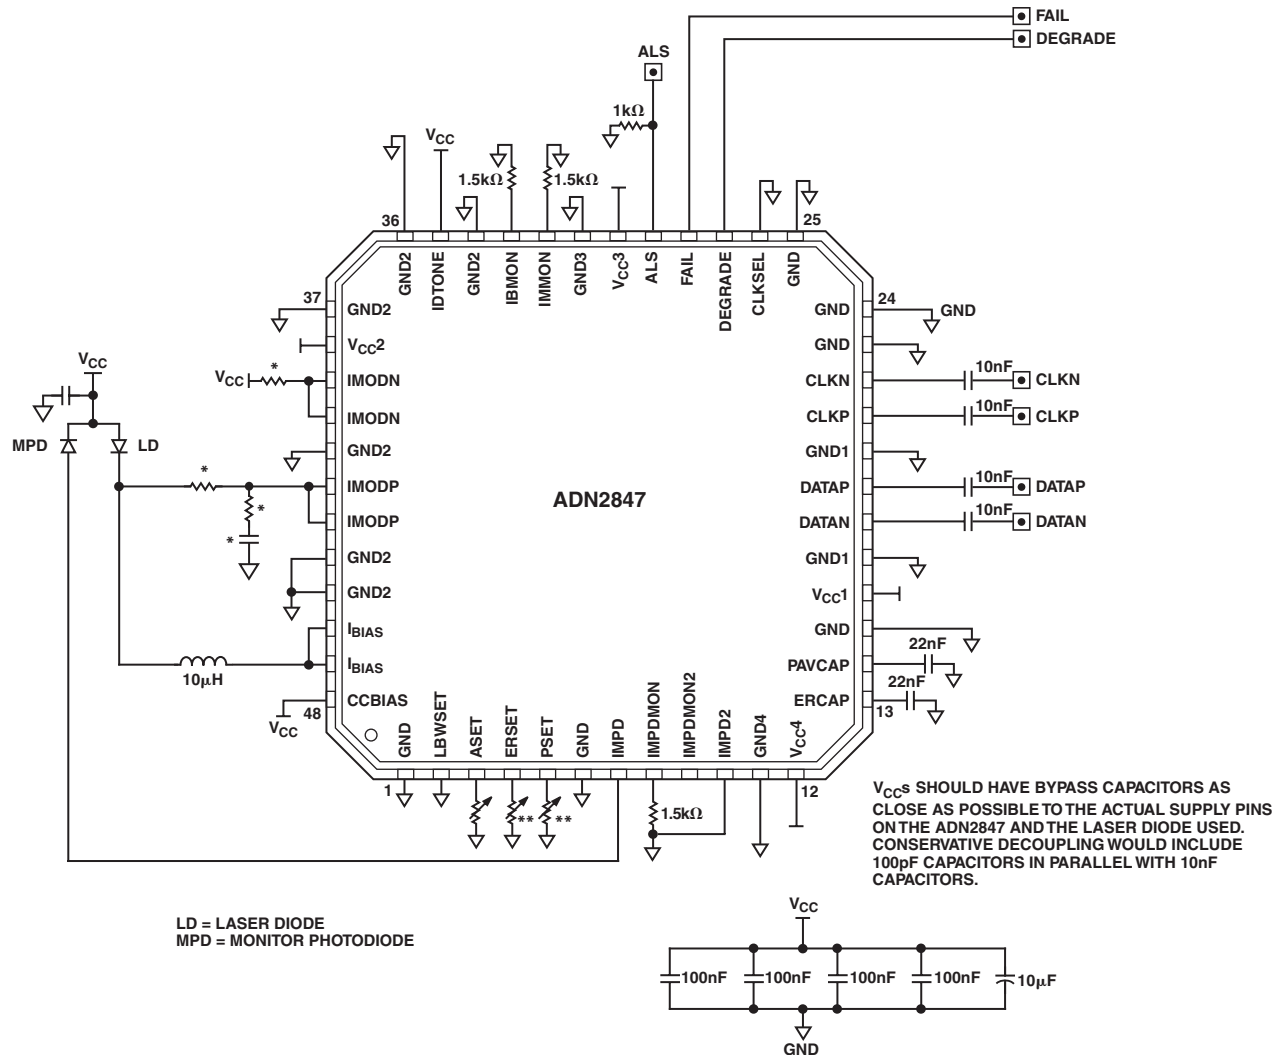 FAIL
DEGRADE
ALS
1kΩ
VCC
1.5kΩ
1.5kΩ
36
25
GND2
IDTONE
GND2
IBMON
IMMON
GND3
VCC3
ALS
FAIL
DEGRADE
CLKSEL
GND
37
GND2
VCC2
VCC
*
IMODN
IMODN
GND2
IMODP
IMODP
GND2
GND2
IBIAS
IBIAS
CCBIAS
48
VCC
VCC
MPD
LD
*
*
*
10μH
ADN2847
24
GND
GND
GND
CLKN
10nF
CLKN
CLKP
10nF
CLKP
GND1
DATAP
10nF
DATAP
DATAN
10nF
DATAN
GND1
VCC1
GND
PAVCAP
22nF
ERCAP
22nF
13
GND
LBWSET
ASET
ERSET
PSET
GND
IMPD
IMPDMON
IMPDMON2
IMPD2
GND4
VCC4
1
12
**
**
1.5kΩ
VCCs SHOULD HAVE BYPASS CAPACITORS AS
CLOSE AS POSSIBLE TO THE ACTUAL SUPPLY PINS
ON THE ADN2847 AND THE LASER DIODE USED.
CONSERVATIVE DECOUPLING WOULD INCLUDE
100pF CAPACITORS IN PARALLEL WITH 10nF
CAPACITORS.
LD = LASER DIODE
MPD = MONITOR PHOTODIODE
VCC
100nF
100nF
100nF
100nF
10μF
GND